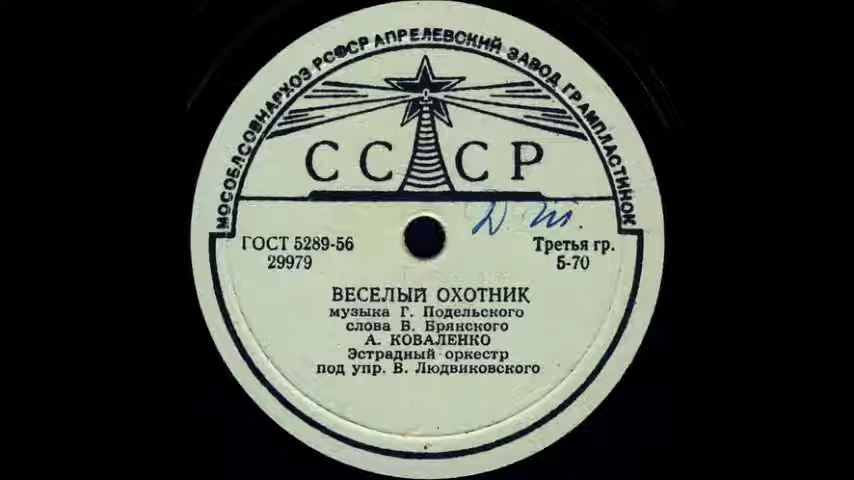 МОСОБЛСОВНАРХОЗ РСФСР АПРЕЛЕВСКИЙ ЗАВОД ГРАМПЛАСТИНОК
СССР
ГОСТ 5289-56
29979
Третья гр.
5-70
ВЕСЕЛЫЙ ОХОТНИК
музыка Г. Подельского
слова В. Брянского
А. КОВАЛЕНКО
Эстрадный оркестр
под упр. В. Людвиковского